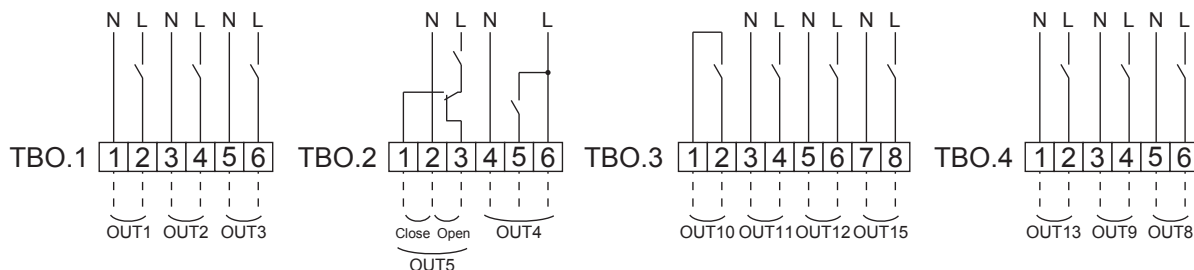 N L N L N L
N L N L
N L N L N L
N L N L N L
TBO.1 1 2 3 4 5 6
TBO.2 1 2 3 4 5 6
TBO.3 1 2 3 4 5 6 7 8
TBO.4 1 2 3 4 5 6
OUT1 OUT2 OUT3
Close Open OUT4
OUT5
OUT10 OUT11 OUT12 OUT15
OUT13 OUT9 OUT8